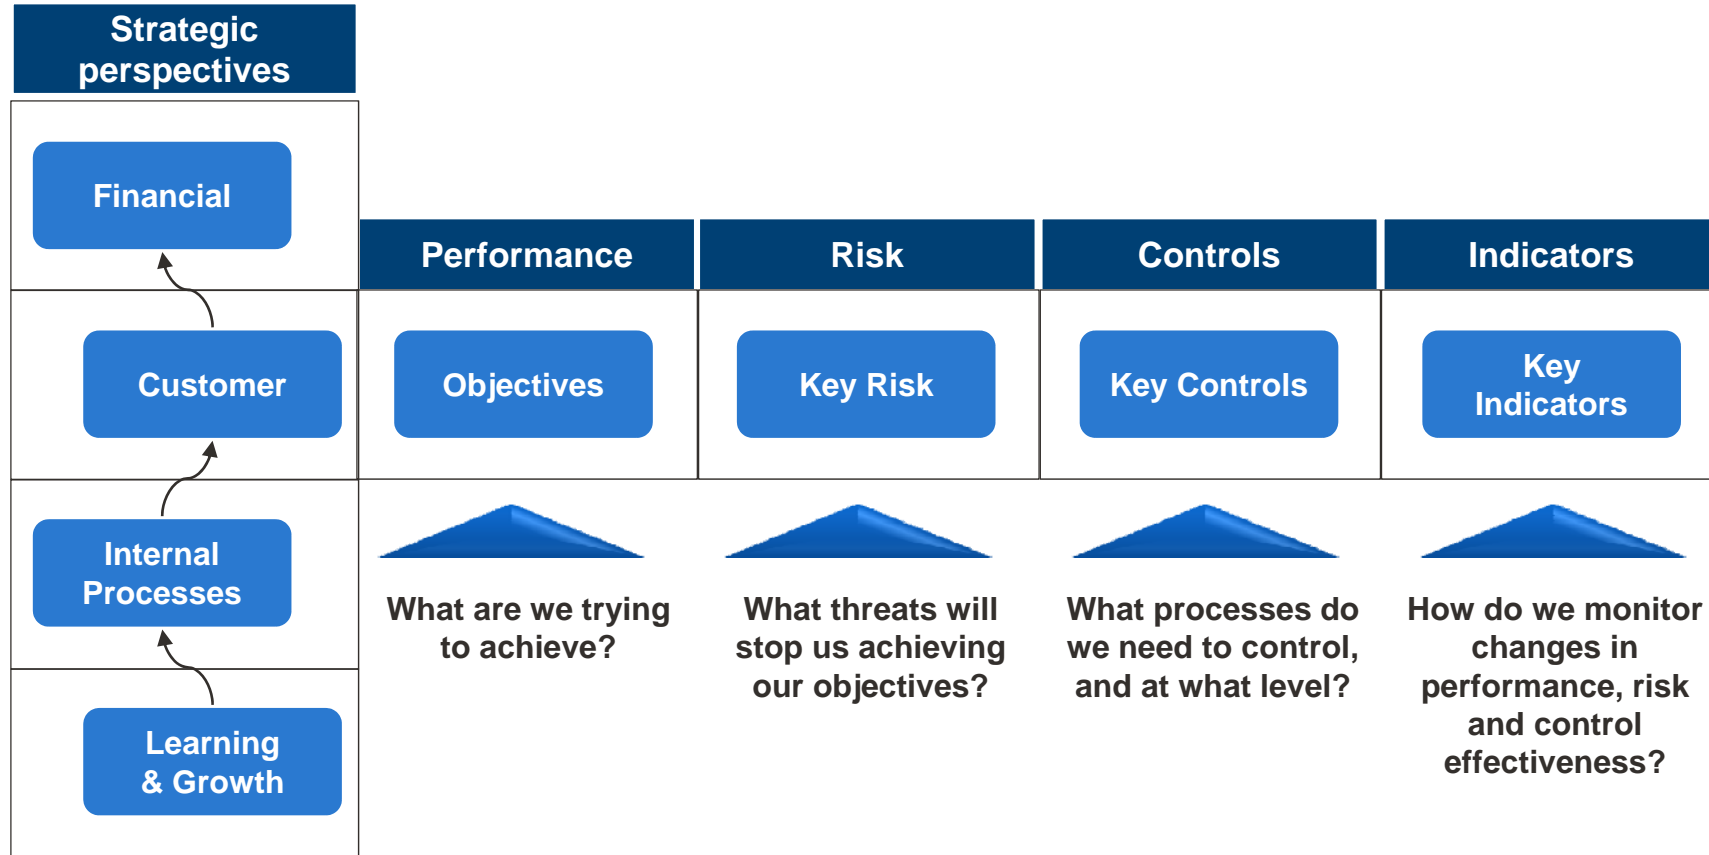 Strategic
perspectives
Financial
Performance
Risk
Controls
Indicators
Customer
Objectives
Key Risk
Key Controls
Key
Indicators
Internal
Processes
What are we trying
to achieve?
What threats will
stop us achieving
our objectives?
What processes do
we need to control,
and at what level?
How do we monitor
changes in
performance, risk
and control
effectiveness?
Learning
& Growth